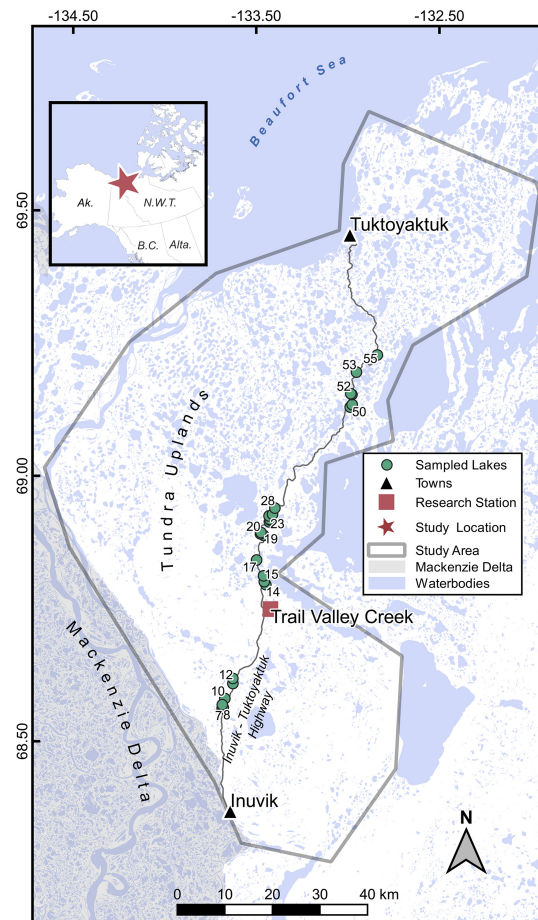 -134.50
-133.50
-132.50
Beaufort Sea
Ak.
N.W.T.
B.C.
Alta.
69.50
Tuktoyaktuk
55
53
52
50
69.00
Tundra Uplands
28
23
20
19
17
15
14
Sampled Lakes
Towns
Research Station
Study Location
Study Area
Mackenzie Delta
Waterbodies
Trail Valley Creek
12
10
78
Inuvik - Tuktoyaktuk
Highway
Mackenzie Delta
68.50
Inuvik
N
0 10 20 30 40 km